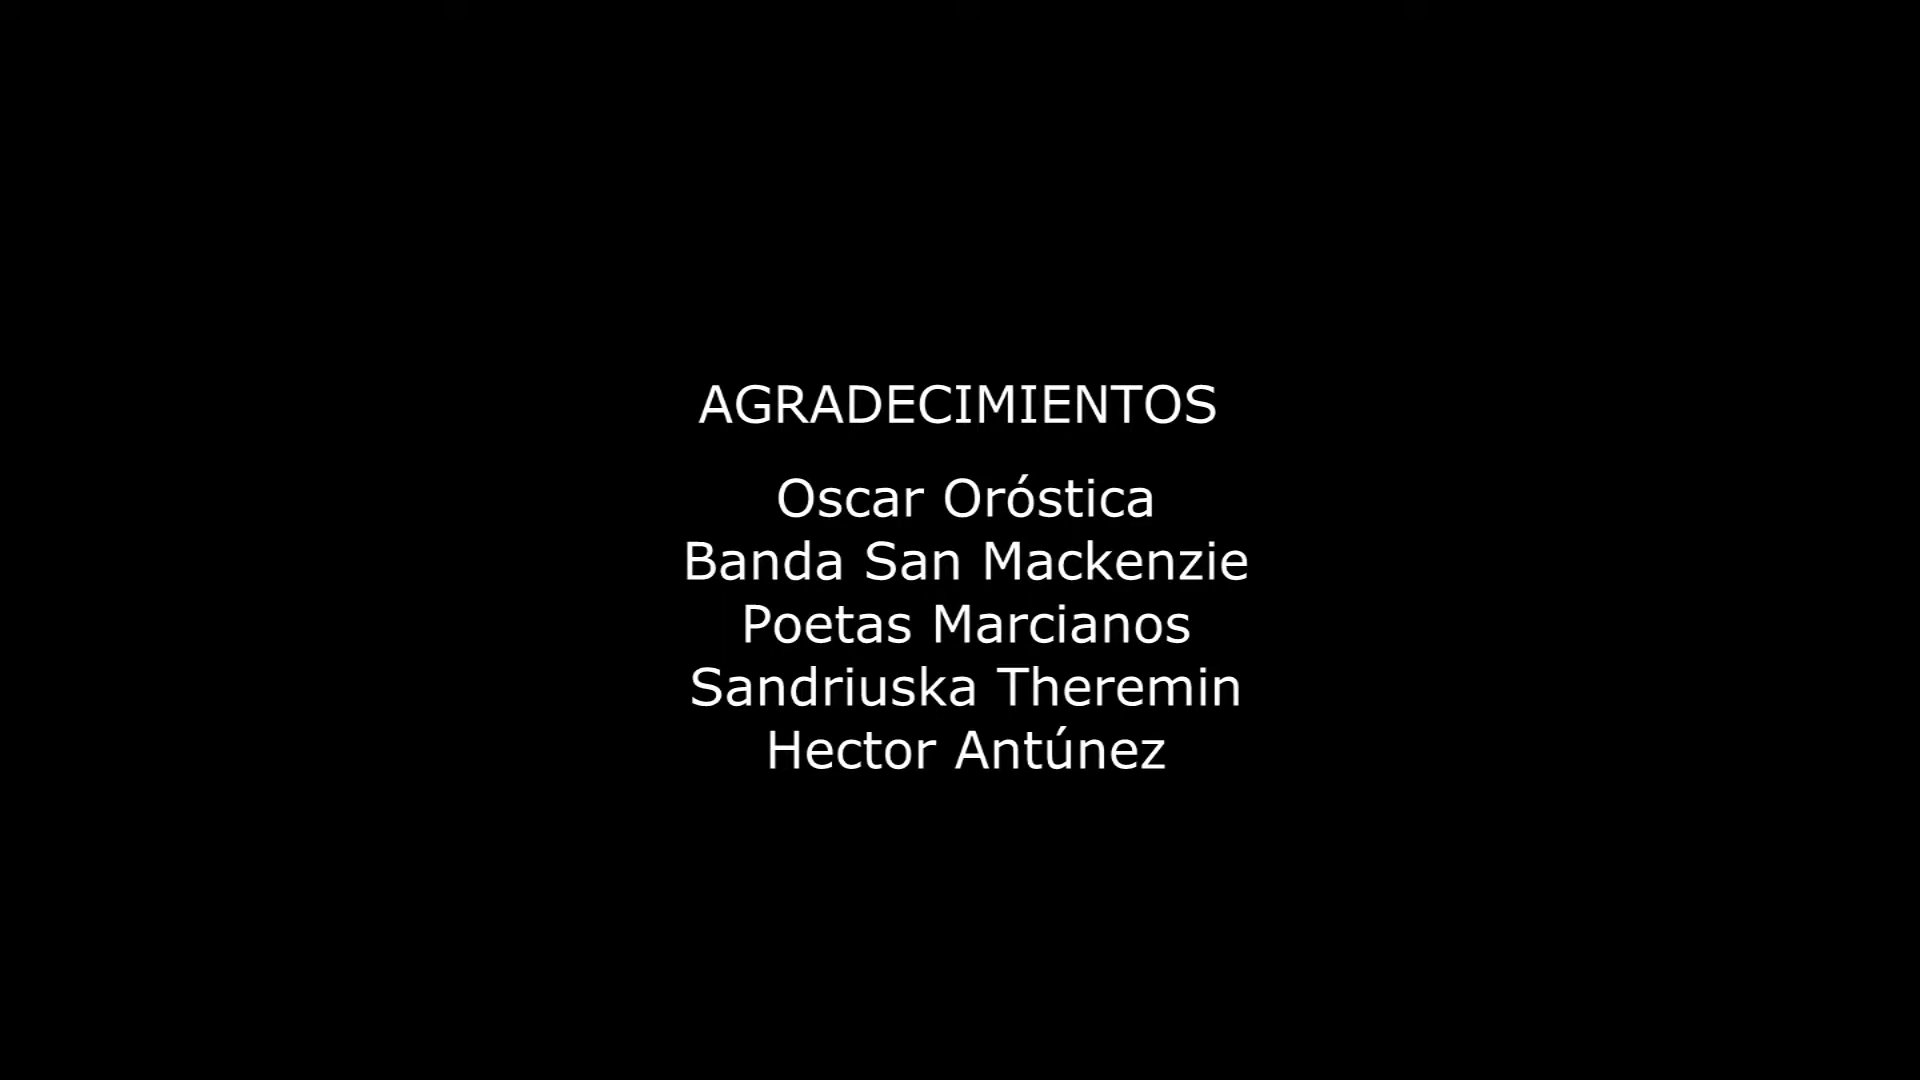 AGRADECIMIENTOS
Oscar Oróstica
Banda San Mackenzie
Poetas Marcianos
Sandriuska Theremin
Hector Antúnez